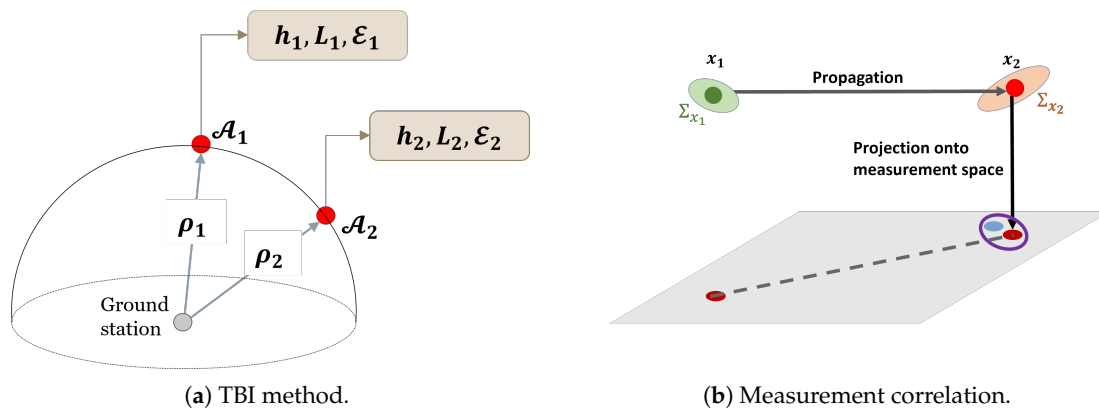 h₁, L₁, ℰ₁
𝒜₁
h₂, L₂, ℰ₂
ρ₁
𝒜₂
ρ₂
Ground
station
(a) TBI method.
x₁
x₂
Propagation
Σx₁
Σx₂
Projection onto
measurement space
(b) Measurement correlation.